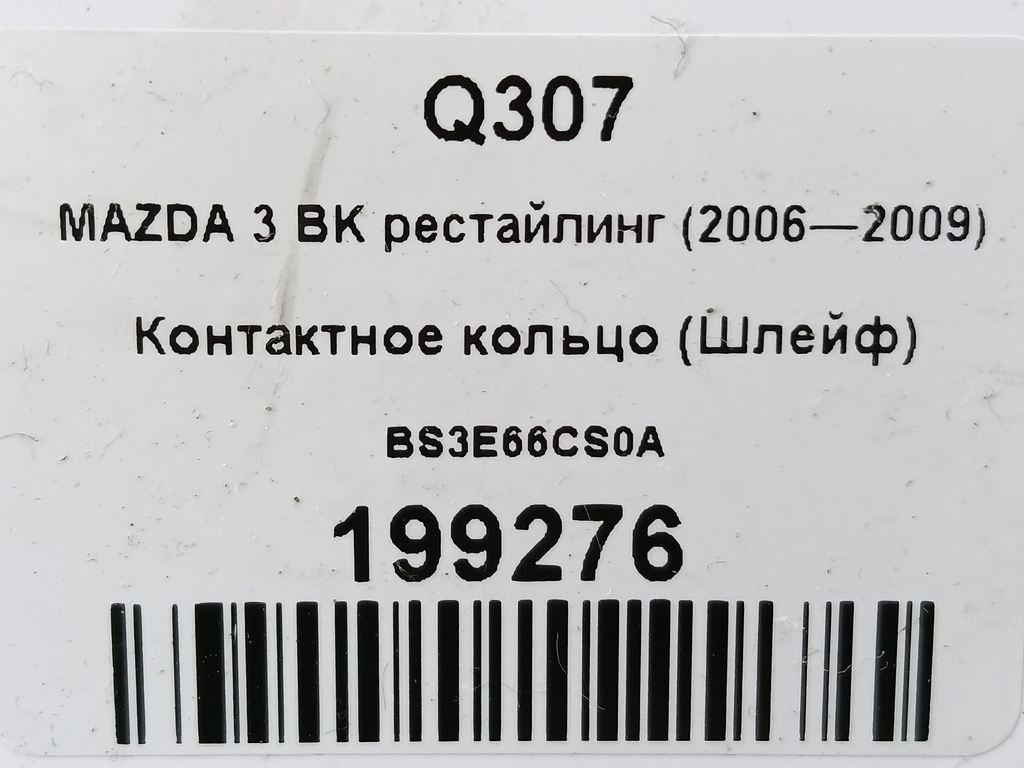 Q307
MAZDA 3 BK рестайлинг (2006—2009)
Контактное кольцо (Шлейф)
BS3E66CS0A
199276